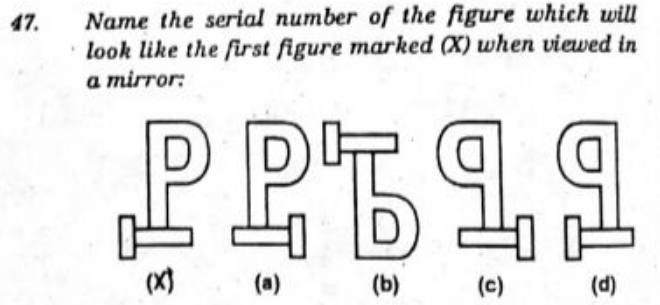 47. Name the serial number of the figure which will
look like the first figure marked (X) when viewed in
a mirror:
(X) (a) (b) (c) (d)